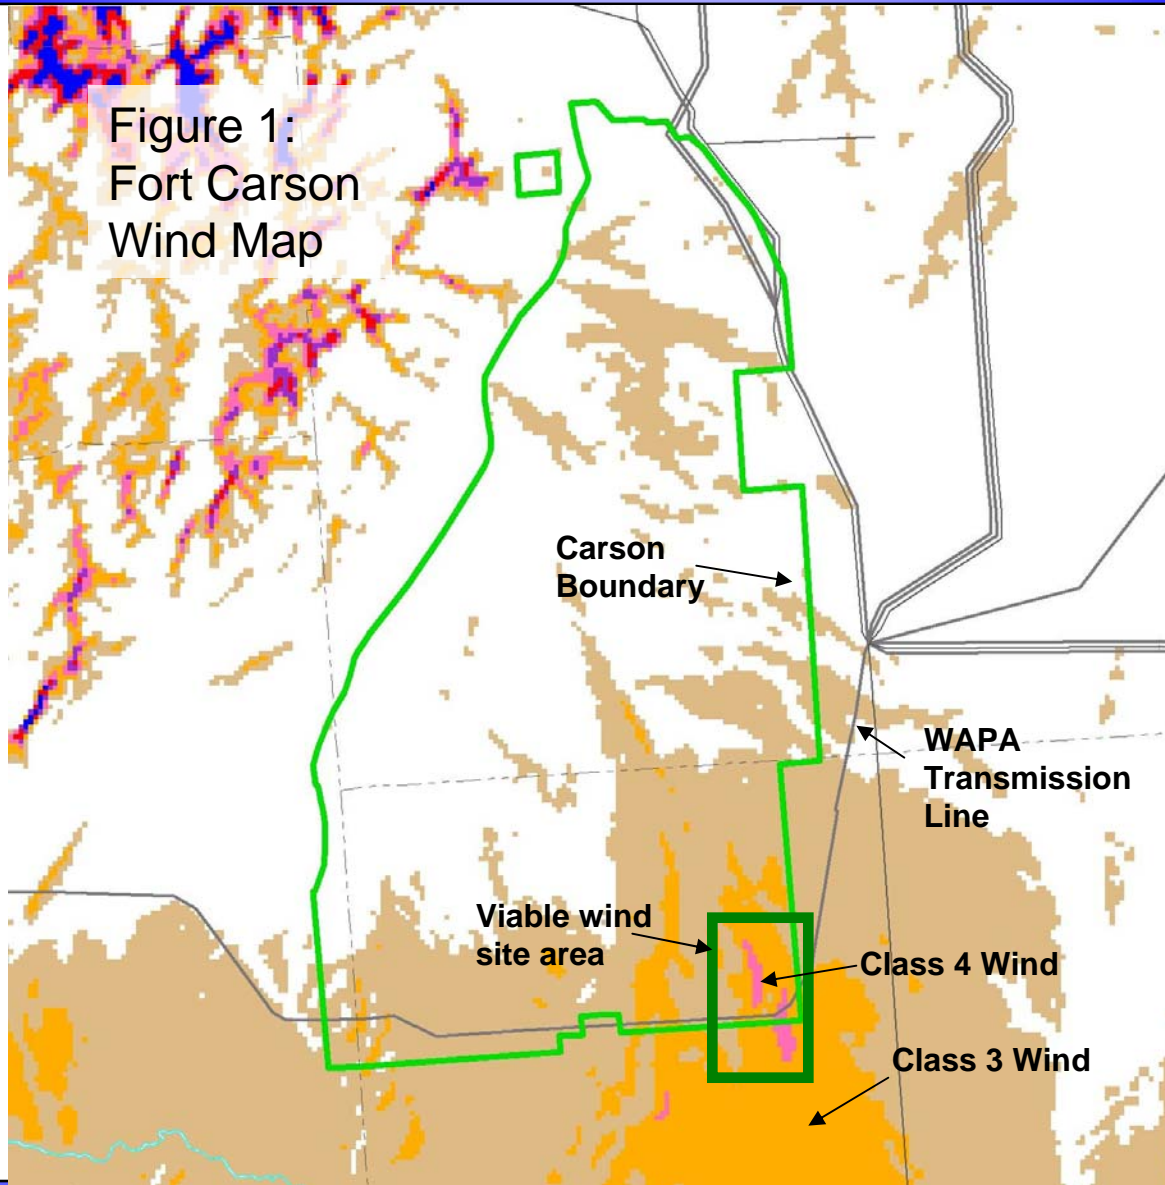 Figure 1:
Fort Carson
Wind Map
Carson
Boundary
WAPA
Transmission
Line
Viable wind
site area
Class 4 Wind
Class 3 Wind